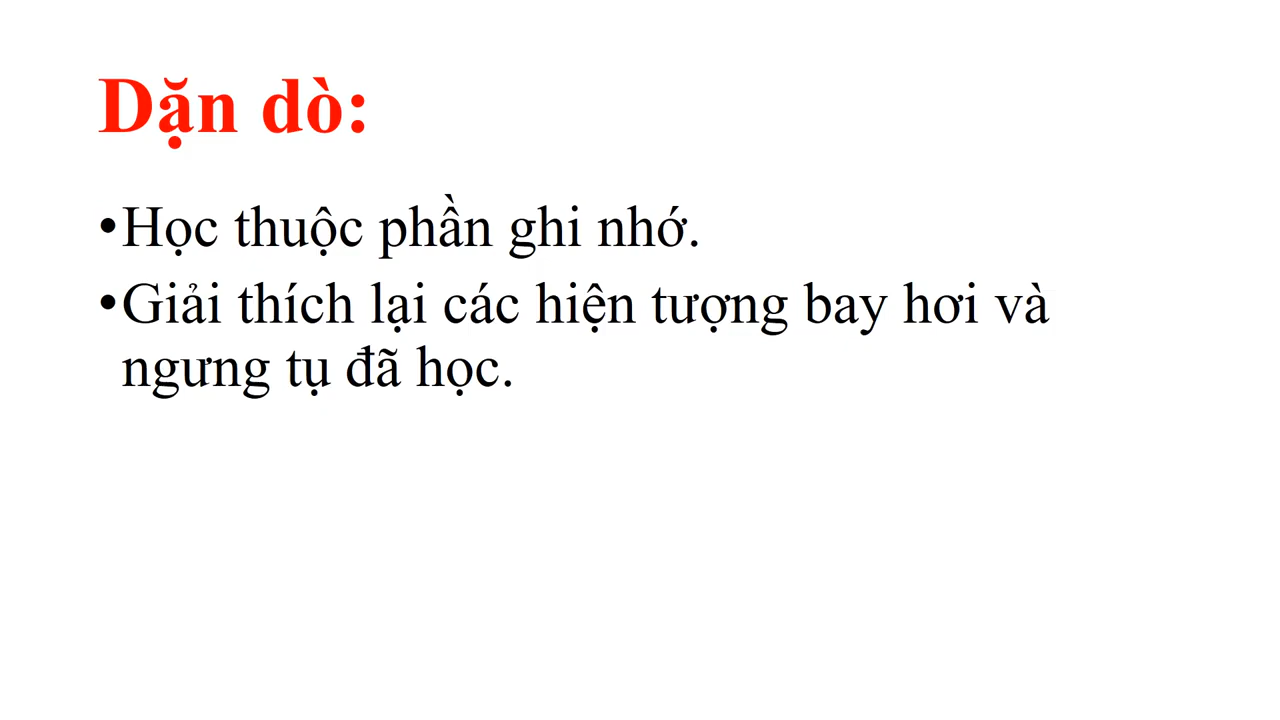 Dặn dò:
•Học thuộc phần ghi nhớ.
•Giải thích lại các hiện tượng bay hơi và
ngưng tụ đã học.